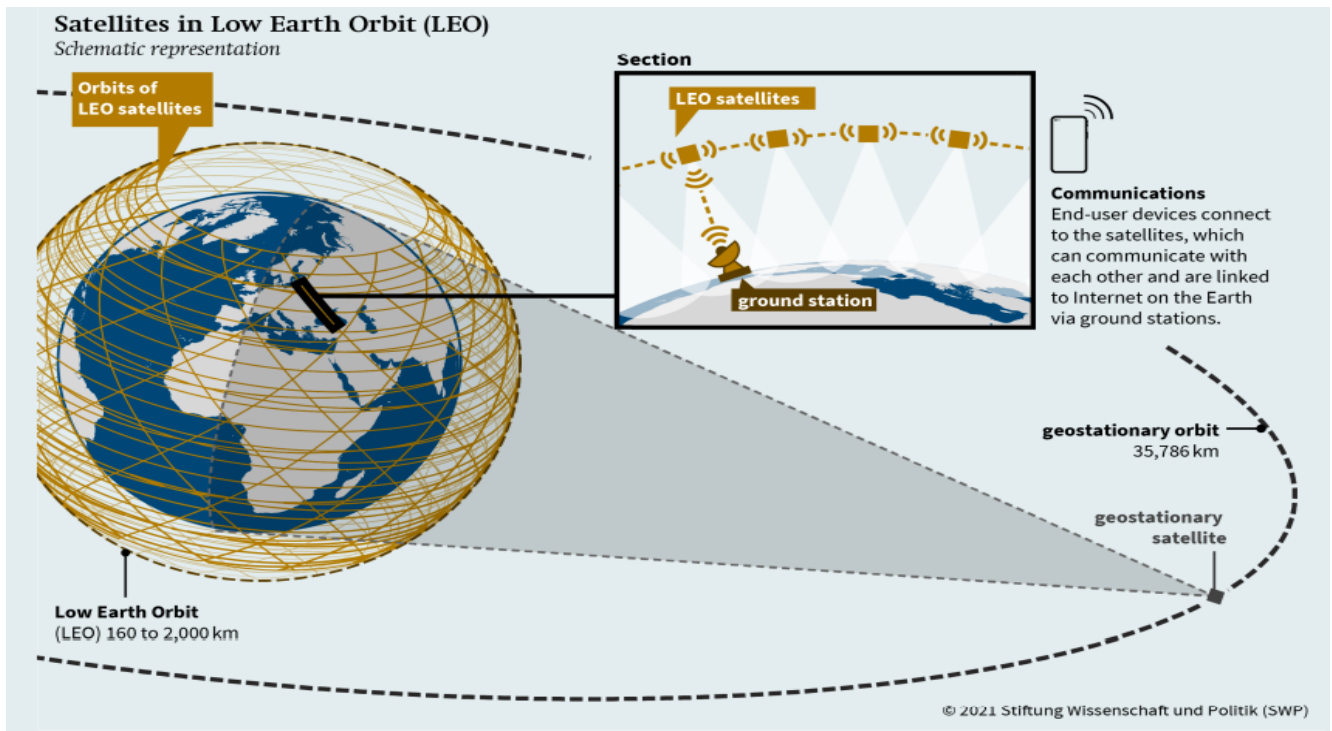 Satellites in Low Earth Orbit (LEO)
Schematic representation
Orbits of
LEO satellites
Section
LEO satellites
ground station
Communications
End-user devices connect
to the satellites, which
can communicate with
each other and are linked
to Internet on the Earth
via ground stations.
geostationary orbit
35,786 km
geostationary
satellite
Low Earth Orbit
(LEO) 160 to 2,000 km
© 2021 Stiftung Wissenschaft und Politik (SWP)